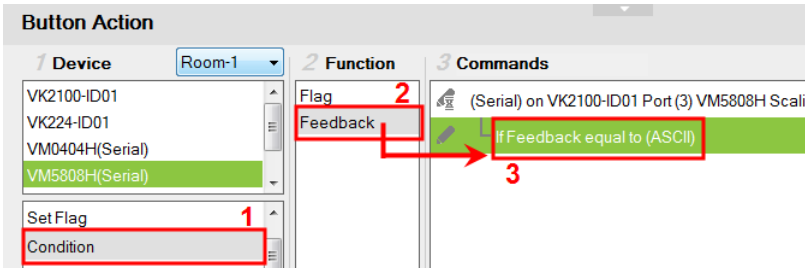 Button Action
1 Device Room-1 2 Function 3 Commands
VK2100-ID01
VK224-ID01
VM0404H(Serial)
VM5808H(Serial)
Set Flag 1
Condition
Flag 2
Feedback
(Serial) on VK2100-ID01 Port (3) VM5808H Scali
If Feedback equal to (ASCII)
3